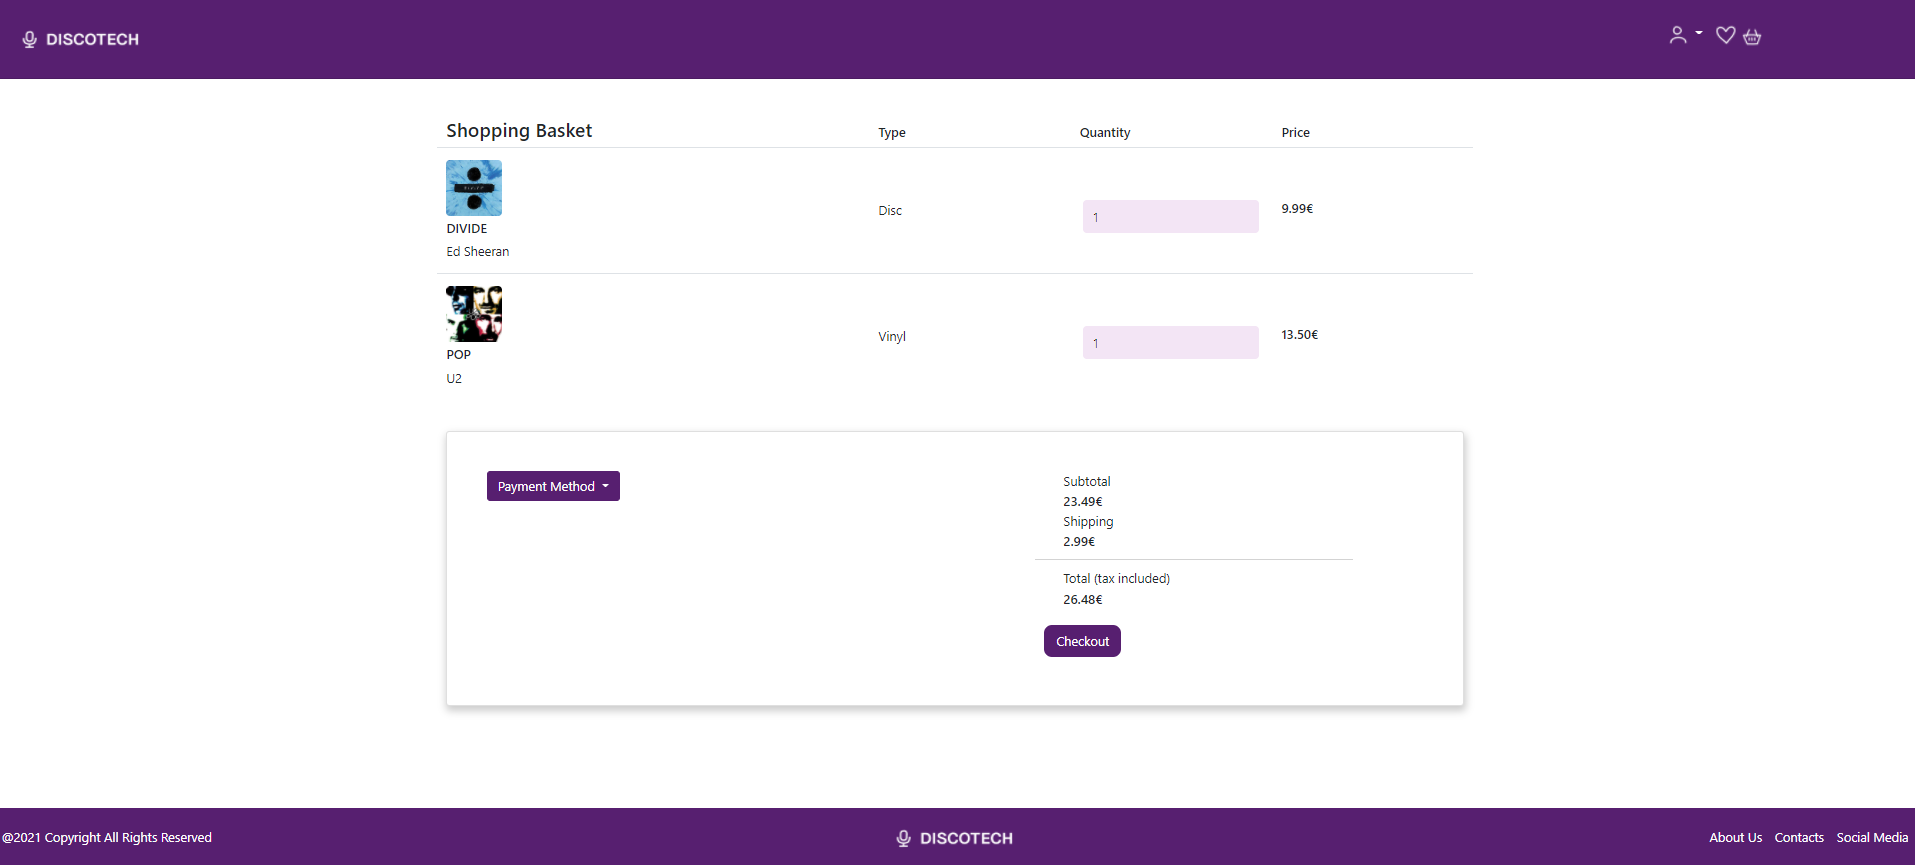 DISCOTECH
Shopping Basket Type Quantity Price
DIVIDE
Ed Sheeran
Disc
1
9.99€
POP
U2
Vinyl
1
13.50€
Payment Method
Subtotal
23.49€
Shipping
2.99€
Total (tax included)
26.48€
Checkout
@2021 Copyright All Rights Reserved DISCOTECH About Us Contacts Social Media